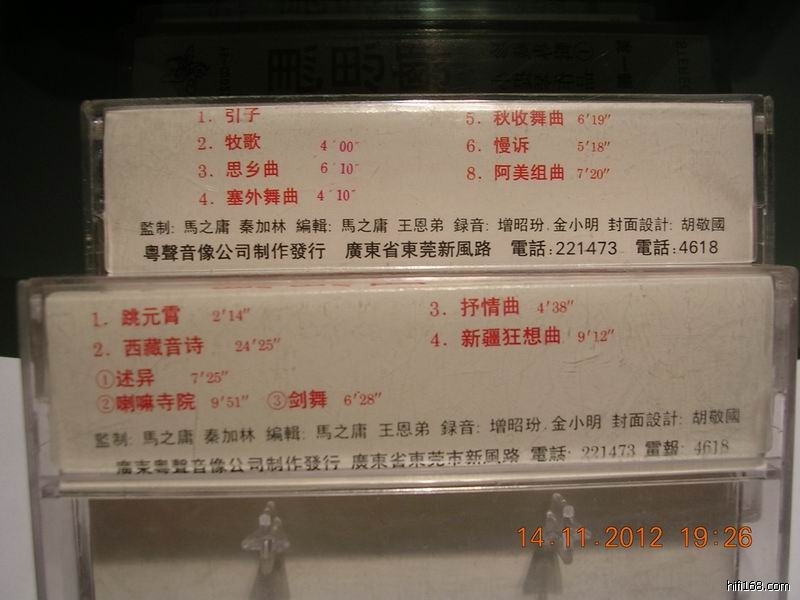 1. 引子
2. 牧歌 4´00"
3. 思乡曲 6´10"
4. 塞外舞曲 4´10"
5. 秋收舞曲 6′19″
6. 慢诉 5′18″
8. 阿美组曲 7′20″
監制: 馬之庸 秦加林 編輯: 馬之庸 王恩弟 録音: 增昭玢.金小明 封面設計: 胡敬國
粤聲音像公司制作發行 廣東省東莞新風路 電話:221473 電話:4618
1. 跳元霄 2′14″
2. 西藏音诗 24′25″
①述异 7′25″
②喇嘛寺院 9′51″ ③剑舞 6′28″
3. 抒情曲 4′38″
4. 新疆狂想曲 9′12″
監制: 馬之庸 秦加林 編輯: 馬之庸 王恩弟 録音: 增昭玢.金小明 封面設計: 胡敬國
廣東粤聲音像公司制作發行 廣東省東莞市新風路 電話: 221473 電報: 4618
14.11.2012 19:26
hifi168.com